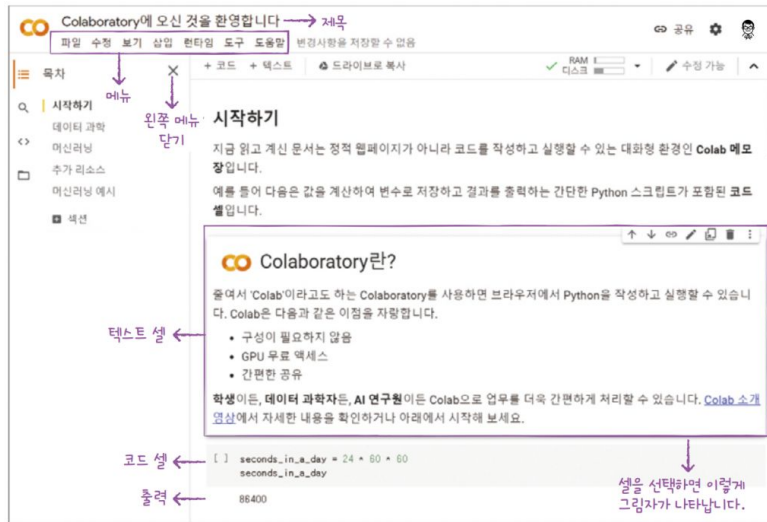 Colaboratory에 오신 것을 환영합니다 제목
공유
파일 수정 보기 삽입 런타임 도구 도움말 변경사항을 저장할 수 없음
메뉴
목차
왼쪽 메뉴
닫기
시작하기
데이터 과학
머신러닝
추가 리소스
머신러닝 예시
섹션
+ 코드 + 텍스트 드라이브로 복사
RAM
디스크
수정 가능
시작하기
지금 읽고 계신 문서는 정적 웹페이지가 아니라 코드를 작성하고 실행할 수 있는 대화형 환경인 Colab 메모
장입니다.
예를 들어 다음은 값을 계산하여 변수로 저장하고 결과를 출력하는 간단한 Python 스크립트가 포함된 코드
셀입니다.
Colaboratory란?
줄여서 'Colab'이라고도 하는 Colaboratory를 사용하면 브라우저에서 Python을 작성하고 실행할 수 있습니
다. Colab은 다음과 같은 이점을 자랑합니다.
• 구성이 필요하지 않음
• GPU 무료 액세스
• 간편한 공유
학생이든, 데이터 과학자든, AI 연구원이든 Colab으로 업무를 더욱 간편하게 처리할 수 있습니다. Colab 소개
영상에서 자세한 내용을 확인하거나 아래에서 시작해 보세요.
텍스트 셀
코드 셀
[ ] seconds_in_a_day = 24 * 60 * 60
seconds_in_a_day
출력
86400
셀을 선택하면 이렇게
그림자가 나타납니다.